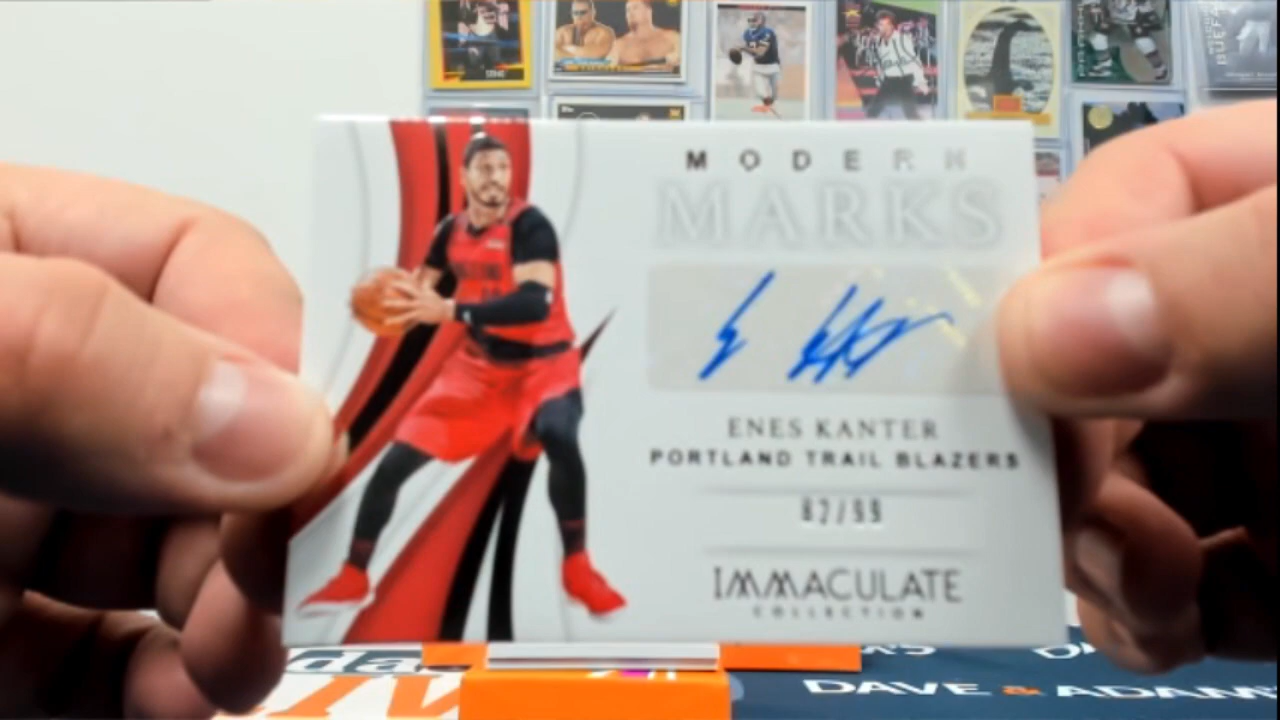 MODERN
MARKS
ENES KANTER
PORTLAND TRAIL BLAZERS
82/99
IMMACULATE
COLLECTION
DAVE & ADAM'S